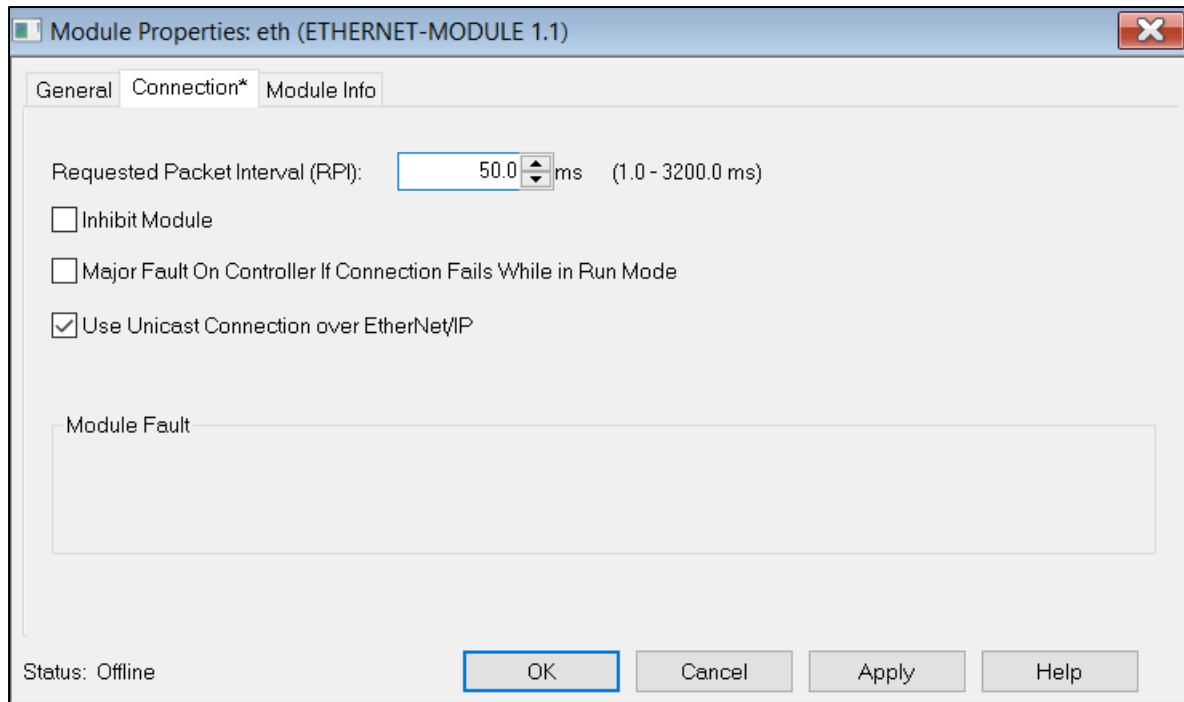 Module Properties: eth (ETHERNET-MODULE 1.1)
General Connection* Module Info
Requested Packet Interval (RPI): 50.0 ms (1.0 - 3200.0 ms)
Inhibit Module
Major Fault On Controller If Connection Fails While in Run Mode
Use Unicast Connection over EtherNet/IP
Module Fault
Status: Offline OK Cancel Apply Help